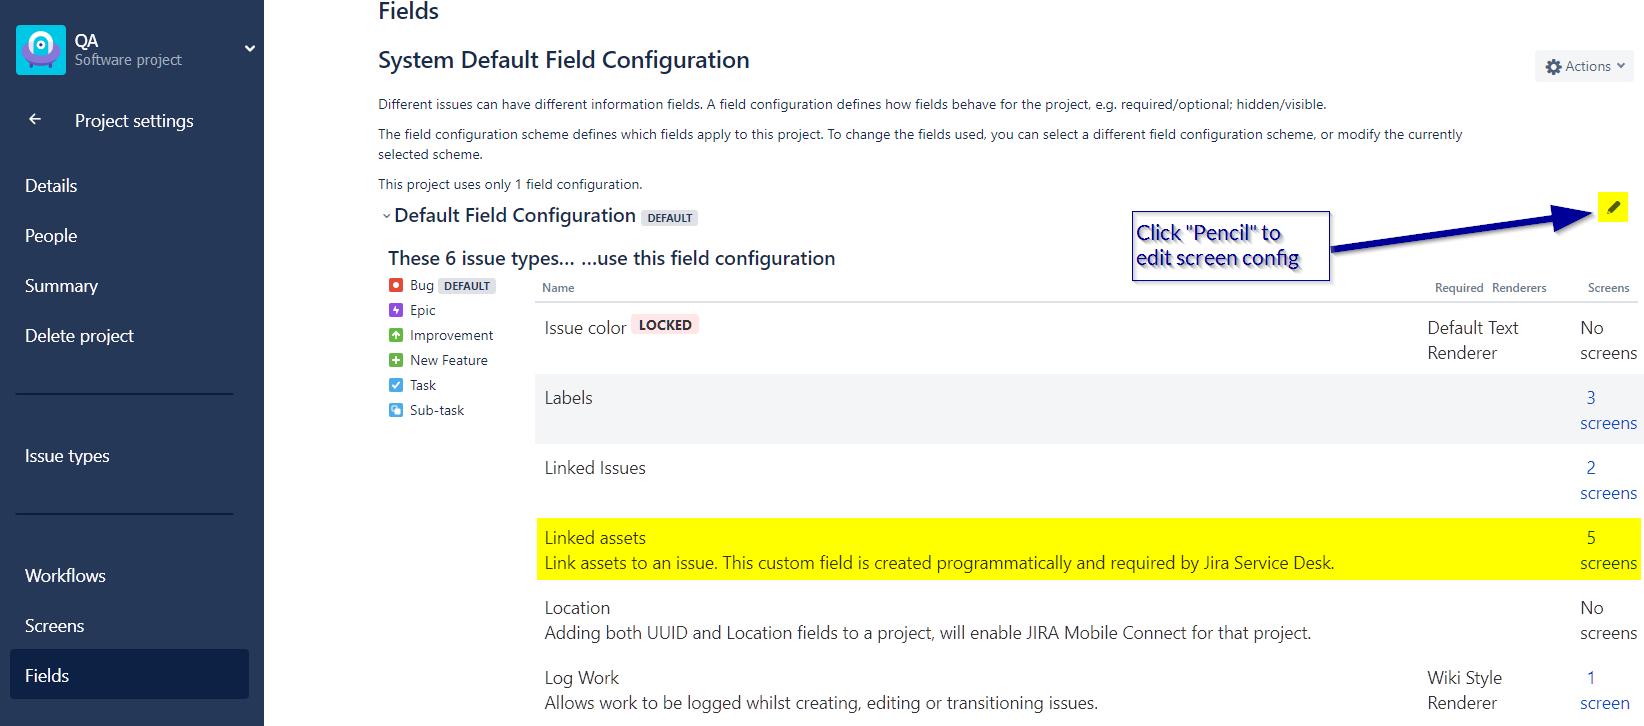 QA
Software project
Project settings
Details
People
Summary
Delete project
Issue types
Workflows
Screens
Fields
Fields
System Default Field Configuration
Actions
Different issues can have different information fields. A field configuration defines how fields behave for the project, e.g. required/optional; hidden/visible.
The field configuration scheme defines which fields apply to this project. To change the fields used, you can select a different field configuration scheme, or modify the currently
selected scheme.
This project uses only 1 field configuration.
Default Field Configuration DEFAULT
Click "Pencil" to
edit screen config
These 6 issue types... ...use this field configuration
Bug DEFAULT
Epic
Improvement
New Feature
Task
Sub-task
Name Required Renderers Screens
Issue color LOCKED Default Text No
Renderer screens
Labels 3
screens
Linked Issues 2
screens
Linked assets 5
Link assets to an issue. This custom field is created programmatically and required by Jira Service Desk. screens
Location No
Adding both UUID and Location fields to a project, will enable JIRA Mobile Connect for that project. screens
Log Work Wiki Style 1
Allows work to be logged whilst creating, editing or transitioning issues. Renderer screen